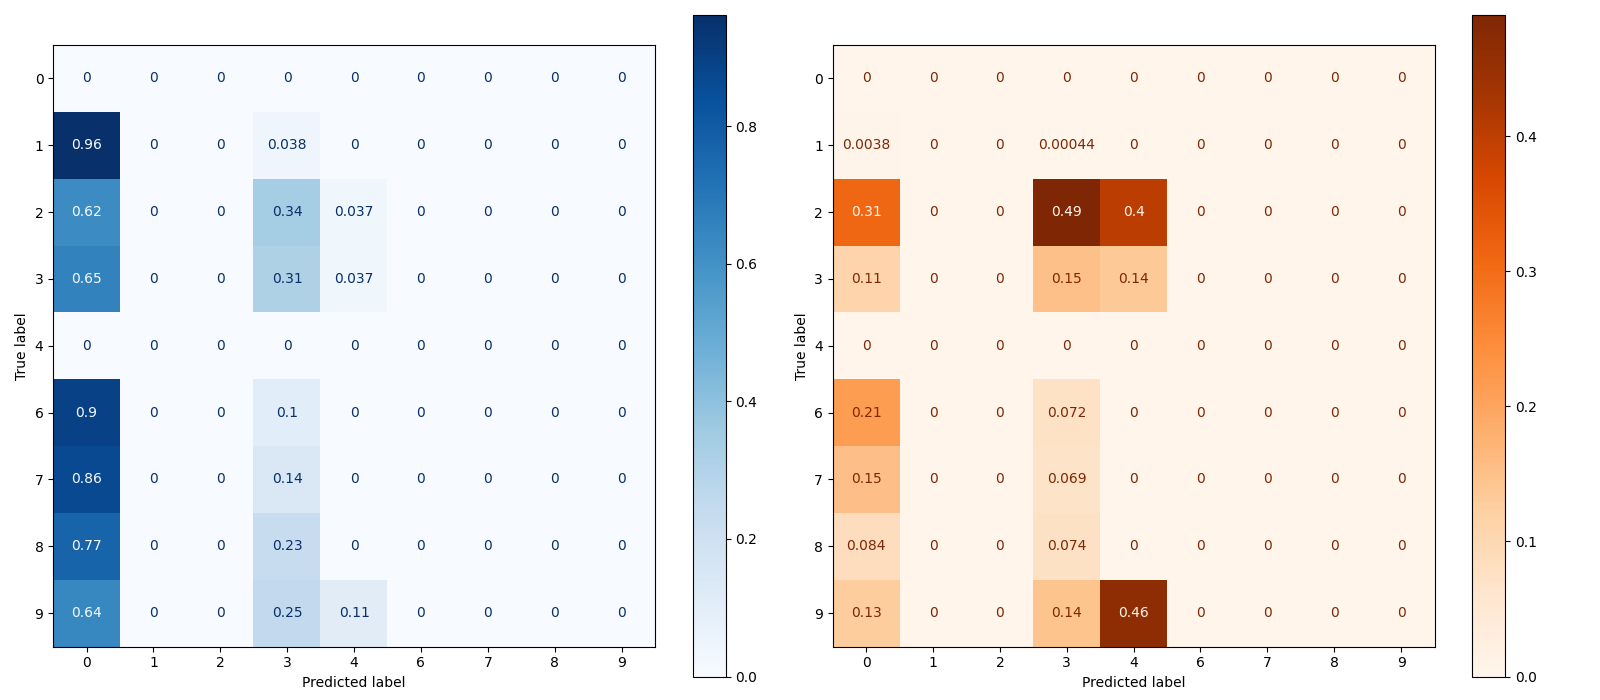 0 0 0 0 0 0 0 0 0 0
1 0.96 0 0 0.038 0 0 0 0 0
2 0.62 0 0 0.34 0.037 0 0 0 0
3 0.65 0 0 0.31 0.037 0 0 0 0
4 0 0 0 0 0 0 0 0 0
6 0.9 0 0 0.1 0 0 0 0 0
7 0.86 0 0 0.14 0 0 0 0 0
8 0.77 0 0 0.23 0 0 0 0 0
9 0.64 0 0 0.25 0.11 0 0 0 0
0 1 2 3 4 6 7 8 9
True label
Predicted label
0.8
0.6
0.4
0.2
0.0
0 0 0 0 0 0 0 0 0 0
1 0.0038 0 0 0.00044 0 0 0 0 0
2 0.31 0 0 0.49 0.4 0 0 0 0
3 0.11 0 0 0.15 0.14 0 0 0 0
4 0 0 0 0 0 0 0 0 0
6 0.21 0 0 0.072 0 0 0 0 0
7 0.15 0 0 0.069 0 0 0 0 0
8 0.084 0 0 0.074 0 0 0 0 0
9 0.13 0 0 0.14 0.46 0 0 0 0
0 1 2 3 4 6 7 8 9
True label
Predicted label
0.4
0.3
0.2
0.1
0.0